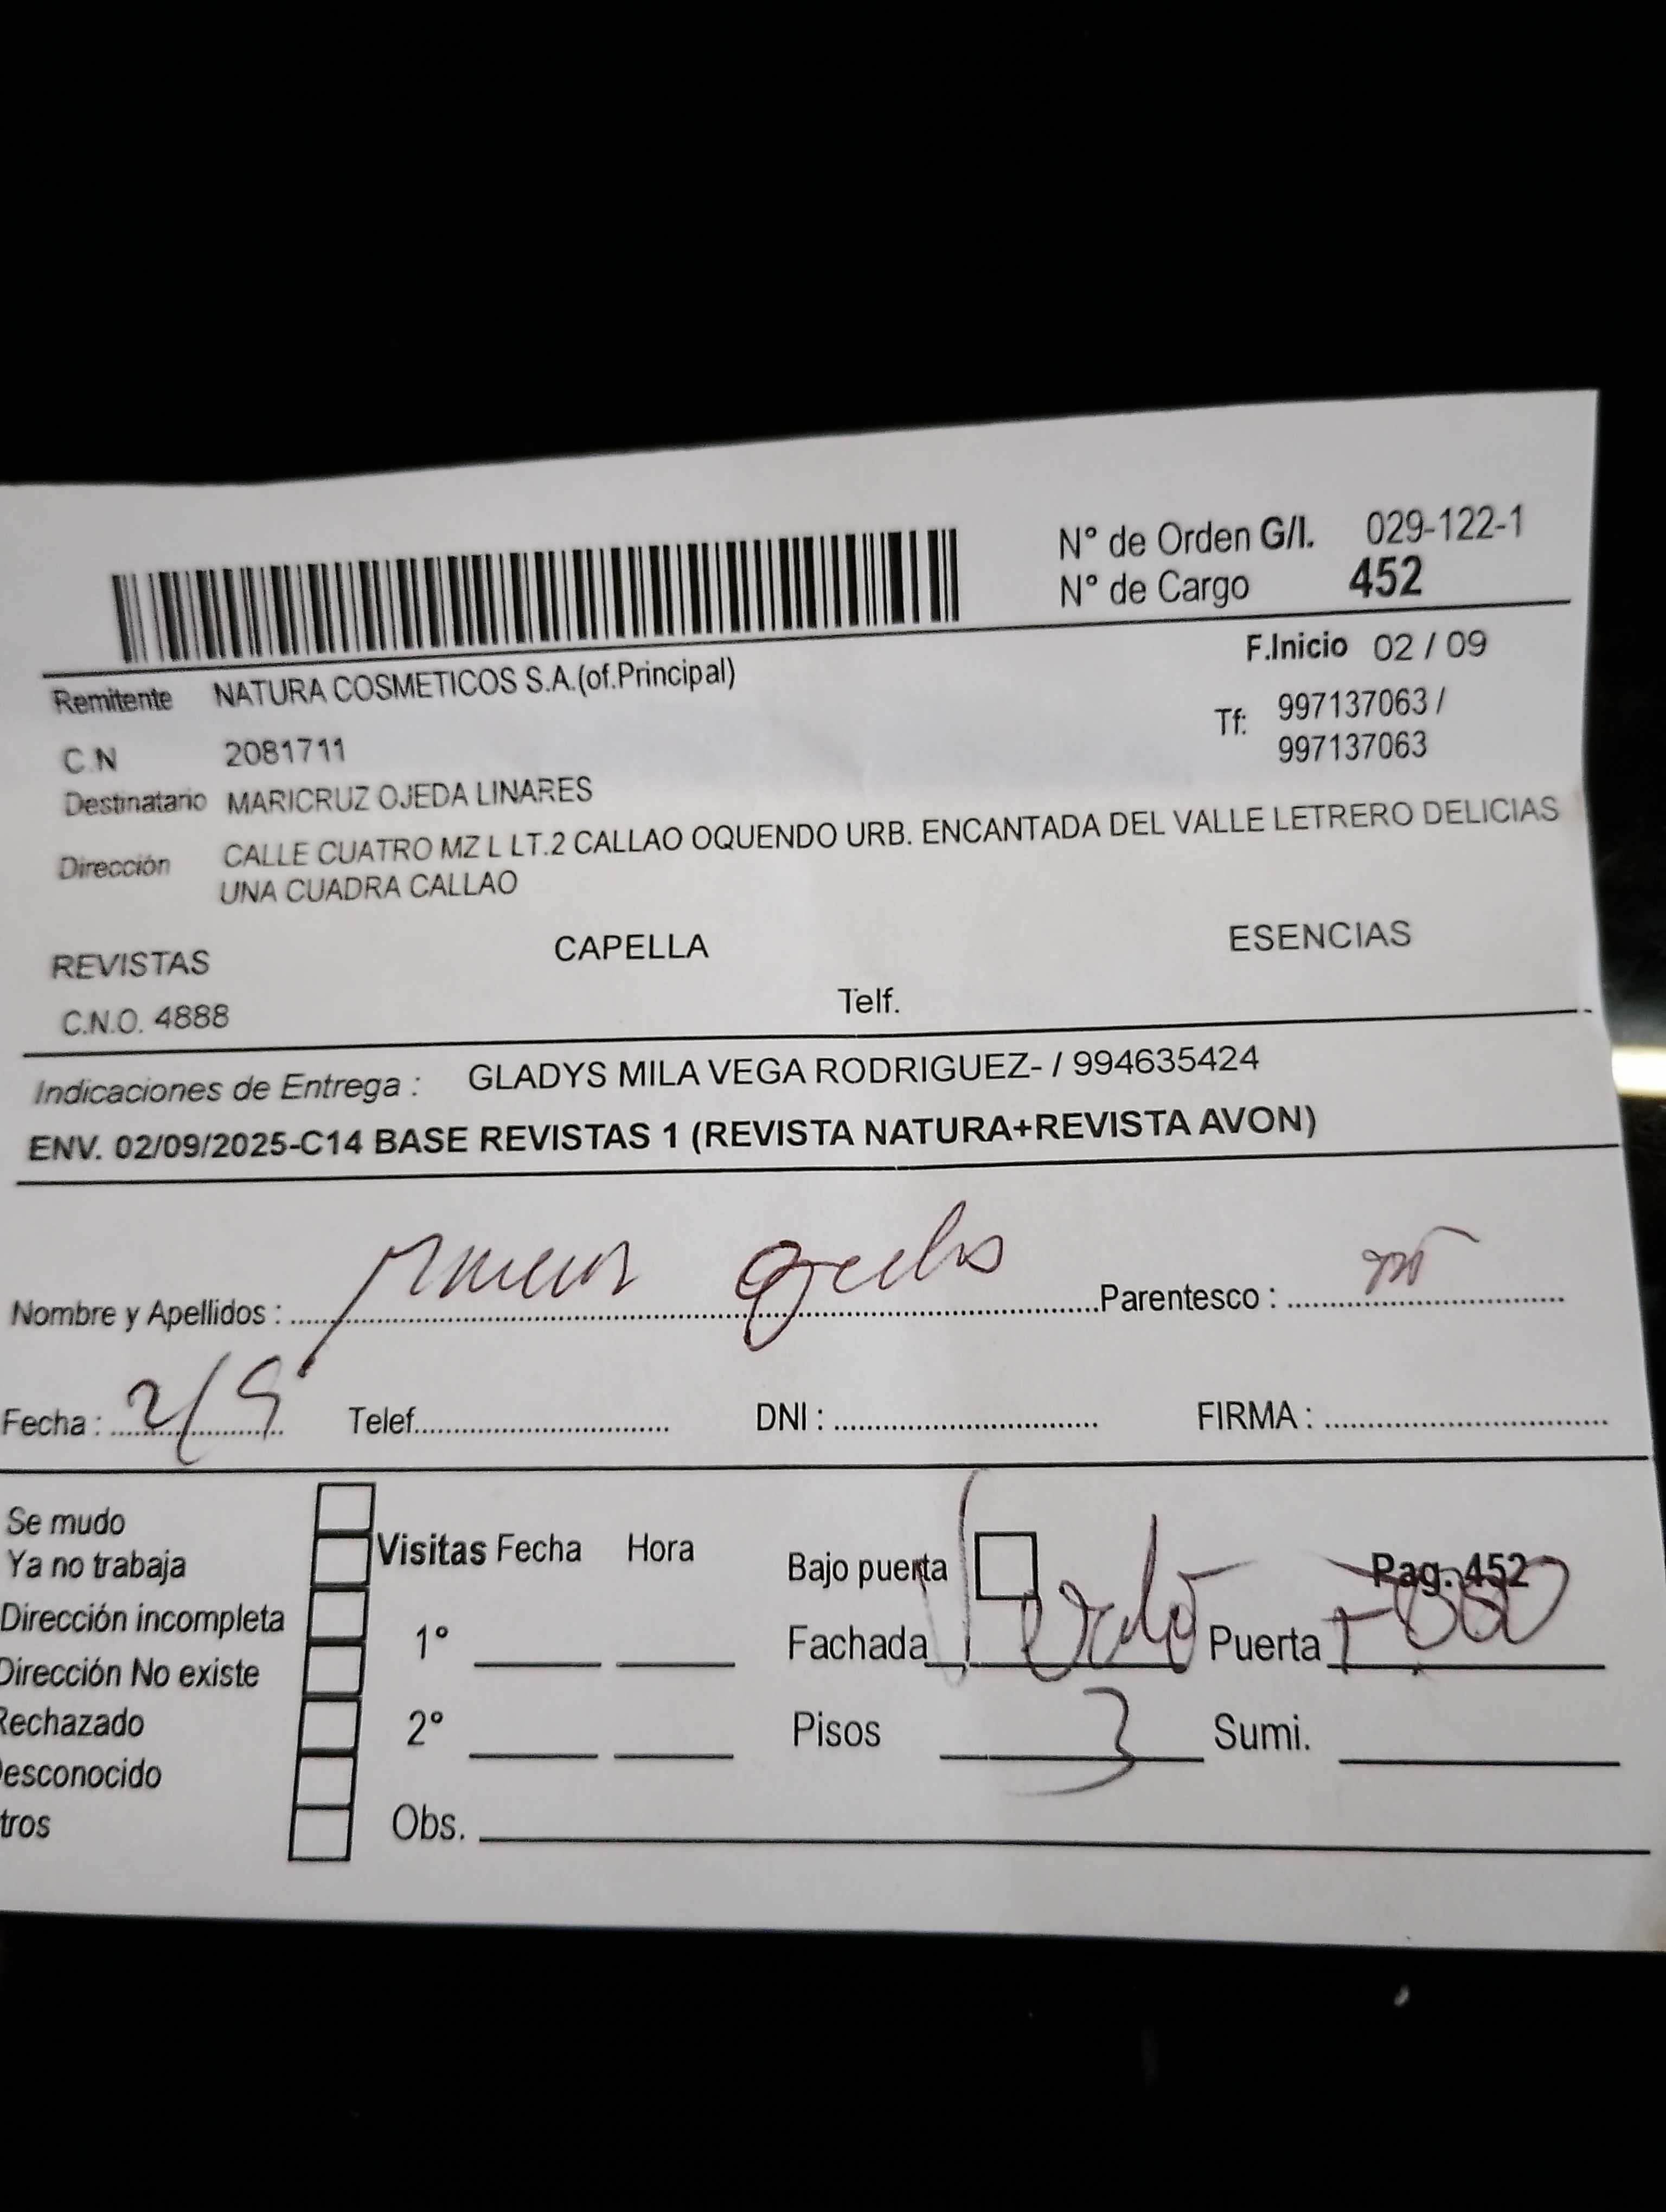 N° de Orden G/I. 029-122-1
N° de Cargo 452
F.Inicio 02 / 09
Remitente NATURA COSMETICOS S.A.(of.Principal)
Tf: 997137063 /
997137063
C.N 2081711
Destinatario MARICRUZ OJEDA LINARES
Dirección CALLE CUATRO MZ L LT.2 CALLAO OQUENDO URB. ENCANTADA DEL VALLE LETRERO DELICIAS
UNA CUADRA CALLAO
REVISTAS CAPELLA ESENCIAS
C.N.O. 4888 Telf.
Indicaciones de Entrega : GLADYS MILA VEGA RODRIGUEZ- / 994635424
ENV. 02/09/2025-C14 BASE REVISTAS 1 (REVISTA NATURA+REVISTA AVON)
Nombre y Apellidos : Parentesco :
Fecha : 2/9 Telef. DNI : FIRMA :
Se mudo
Ya no trabaja
Dirección incompleta
Dirección No existe
Rechazado
esconocido
tros
Visitas Fecha Hora
1°
2°
Obs.
Bajo puerta Pag. 452
Fachada Puerta
Pisos 3 Sumi.